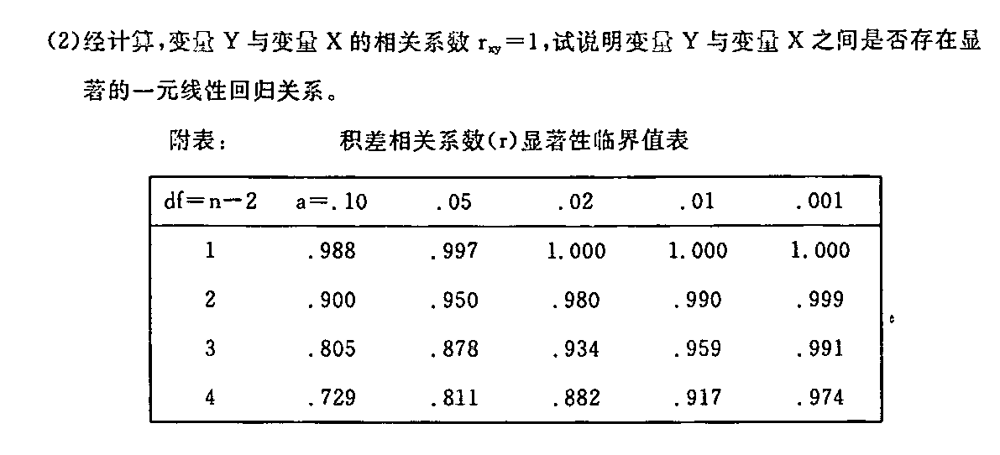 (2)经计算,变量 Y 与变量 X 的相关系数 rxy=1,试说明变量 Y 与变量 X 之间是否存在显
著的一元线性回归关系。
附表: 积差相关系数(r)显著性临界值表
df=n-2 a=.10 .05 .02 .01 .001
1 .988 .997 1.000 1.000 1.000
2 .900 .950 .980 .990 .999
3 .805 .878 .934 .959 .991
4 .729 .811 .882 .917 .974